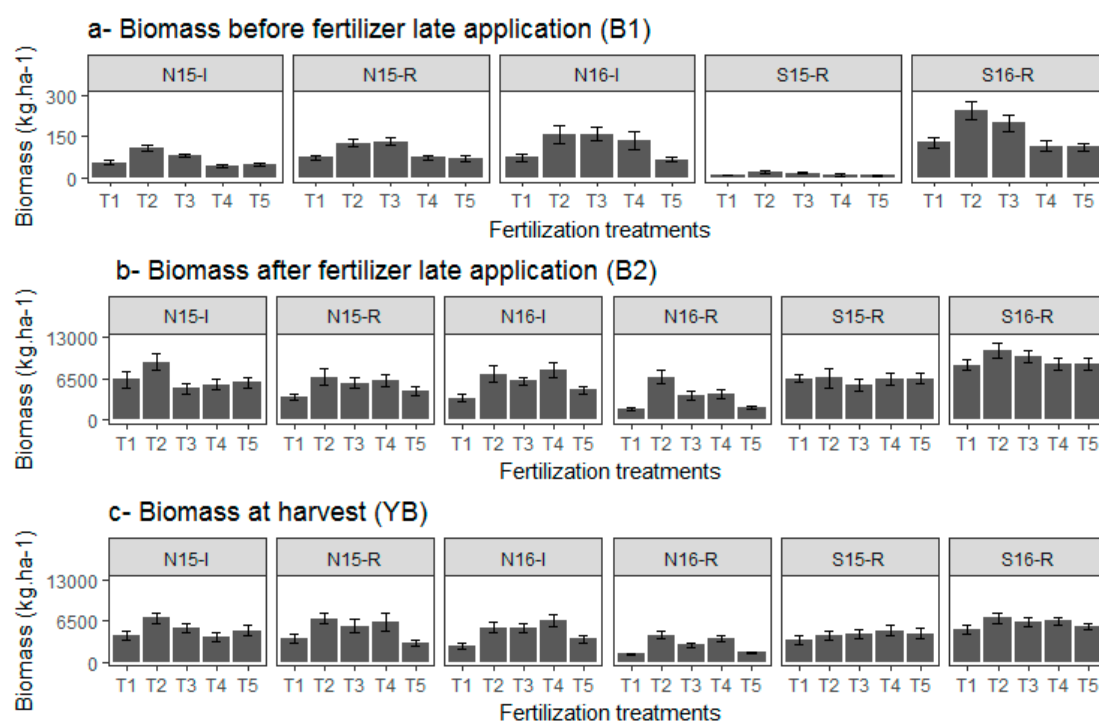 a- Biomass before fertilizer late application (B1)
N15-I N15-R N16-I S15-R S16-R
Biomass (kg.ha-1)
300
150
0
T1 T2 T3 T4 T5 T1 T2 T3 T4 T5 T1 T2 T3 T4 T5 T1 T2 T3 T4 T5 T1 T2 T3 T4 T5
Fertilization treatments
b- Biomass after fertilizer late application (B2)
N15-I N15-R N16-I N16-R S15-R S16-R
Biomass (kg.ha-1)
13000
6500
0
T1 T2 T3 T4 T5 T1 T2 T3 T4 T5 T1 T2 T3 T4 T5 T1 T2 T3 T4 T5 T1 T2 T3 T4 T5 T1 T2 T3 T4 T5
Fertilization treatments
c- Biomass at harvest (YB)
N15-I N15-R N16-I N16-R S15-R S16-R
Biomass (kg.ha-1)
13000
6500
0
T1 T2 T3 T4 T5 T1 T2 T3 T4 T5 T1 T2 T3 T4 T5 T1 T2 T3 T4 T5 T1 T2 T3 T4 T5 T1 T2 T3 T4 T5
Fertilization treatments